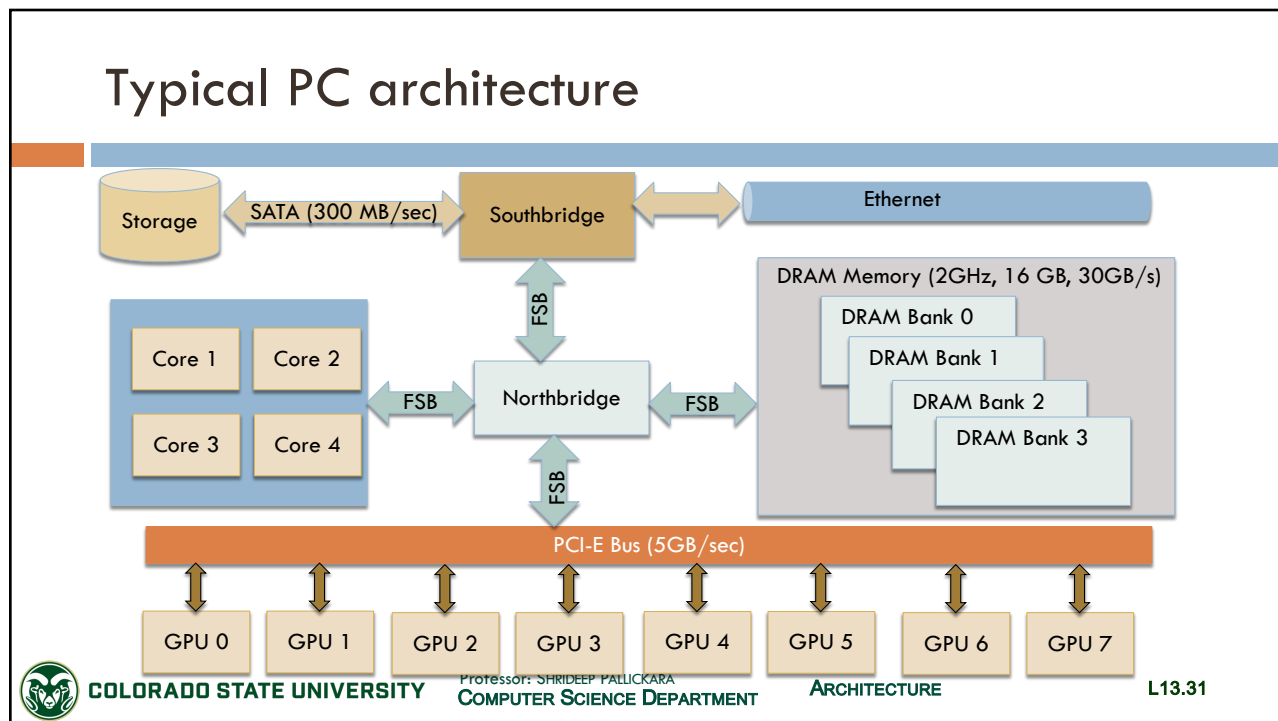 Typical PC architecture
Storage
SATA (300 MB/sec)
Southbridge
Ethernet
FSB
DRAM Memory (2GHz, 16 GB, 30GB/s)
DRAM Bank 0
DRAM Bank 1
DRAM Bank 2
DRAM Bank 3
Core 1
Core 2
Core 3
Core 4
FSB
Northbridge
FSB
FSB
PCI-E Bus (5GB/sec)
GPU 0
GPU 1
GPU 2
GPU 3
GPU 4
GPU 5
GPU 6
GPU 7
COLORADO STATE UNIVERSITY
Professor: SHRIDEEP PALLICKARA
COMPUTER SCIENCE DEPARTMENT
ARCHITECTURE
L13.31